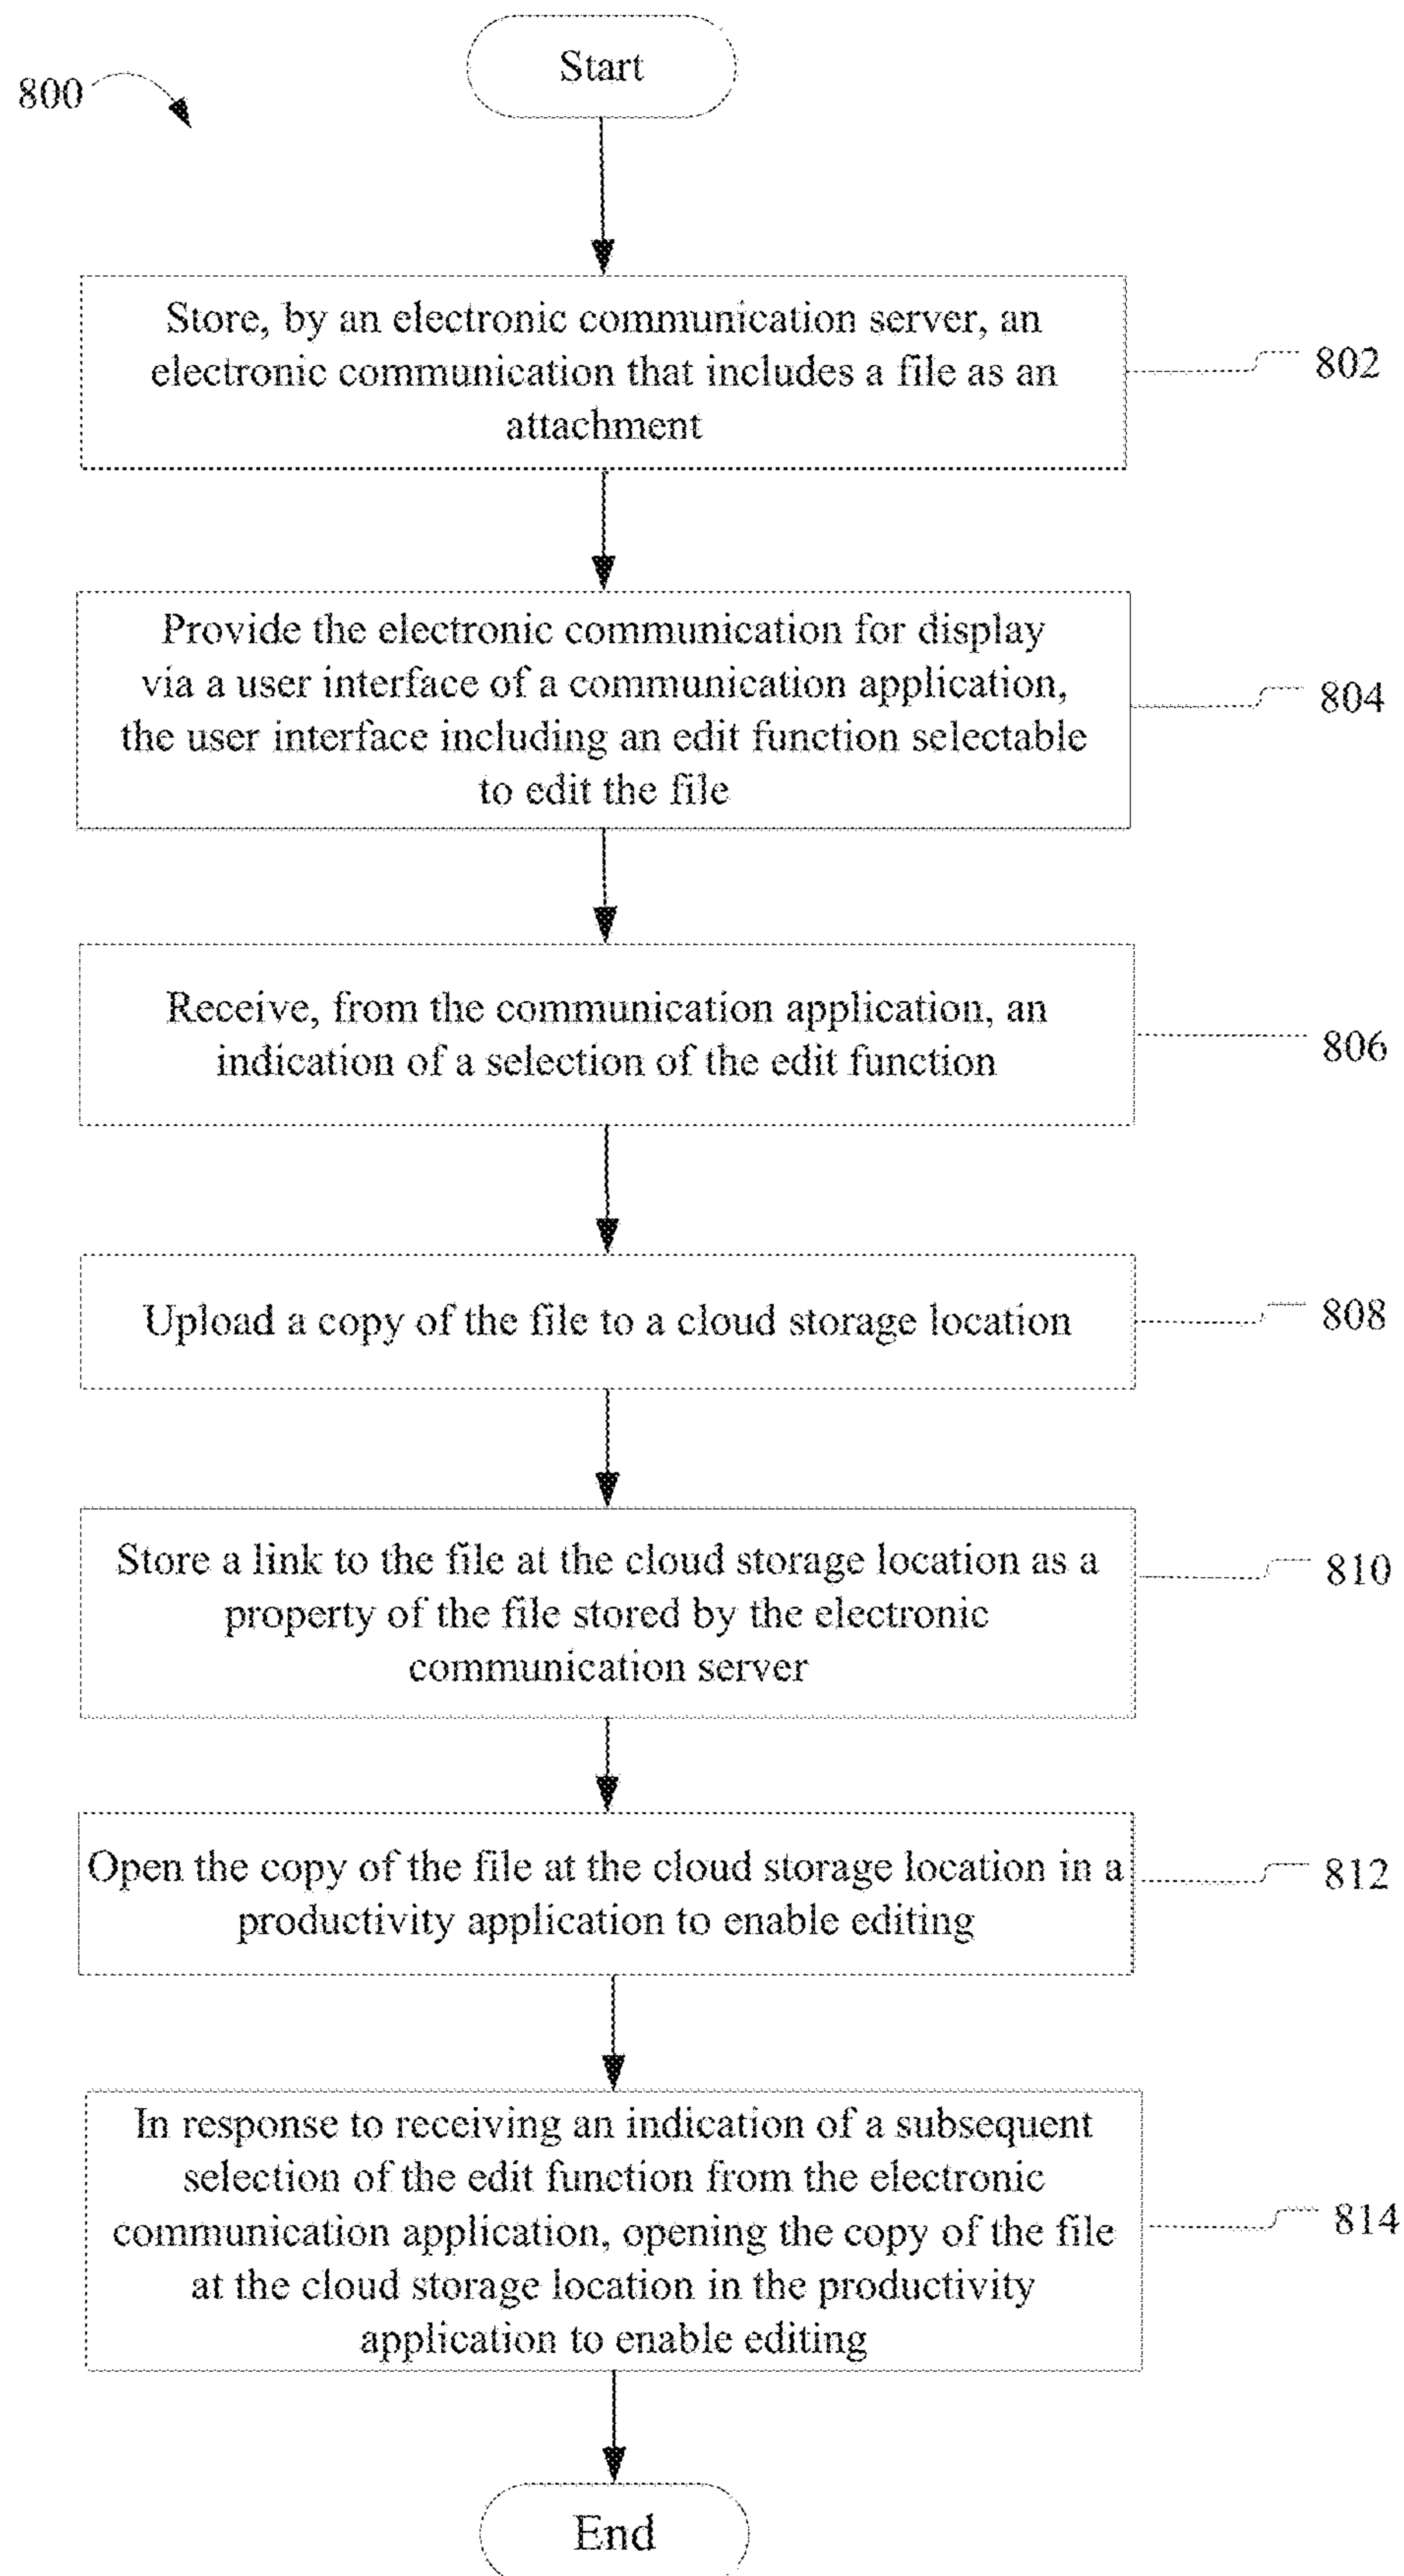 Start
800
Store, by an electronic communication server, an
electronic communication that includes a file as an
attachment
802
Provide the electronic communication for display
via a user interface of a communication application,
the user interface including an edit function selectable
to edit the file
804
Receive, from the communication application, an
indication of a selection of the edit function
806
Upload a copy of the file to a cloud storage location
808
Store a link to the file at the cloud storage location as a
property of the file stored by the electronic
communication server
810
Open the copy of the file at the cloud storage location in a
productivity application to enable editing
812
In response to receiving an indication of a subsequent
selection of the edit function from the electronic
communication application, opening the copy of the file
at the cloud storage location in the productivity
application to enable editing
814
End